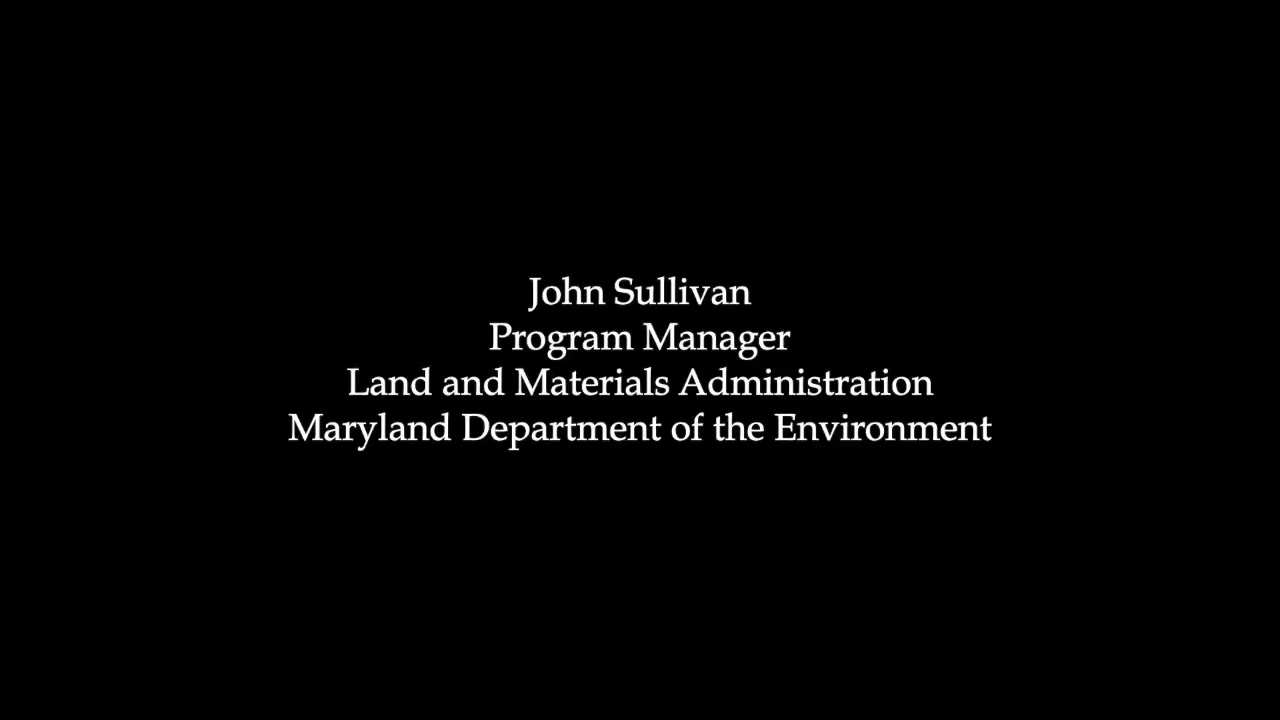 John Sullivan
Program Manager
Land and Materials Administration
Maryland Department of the Environment